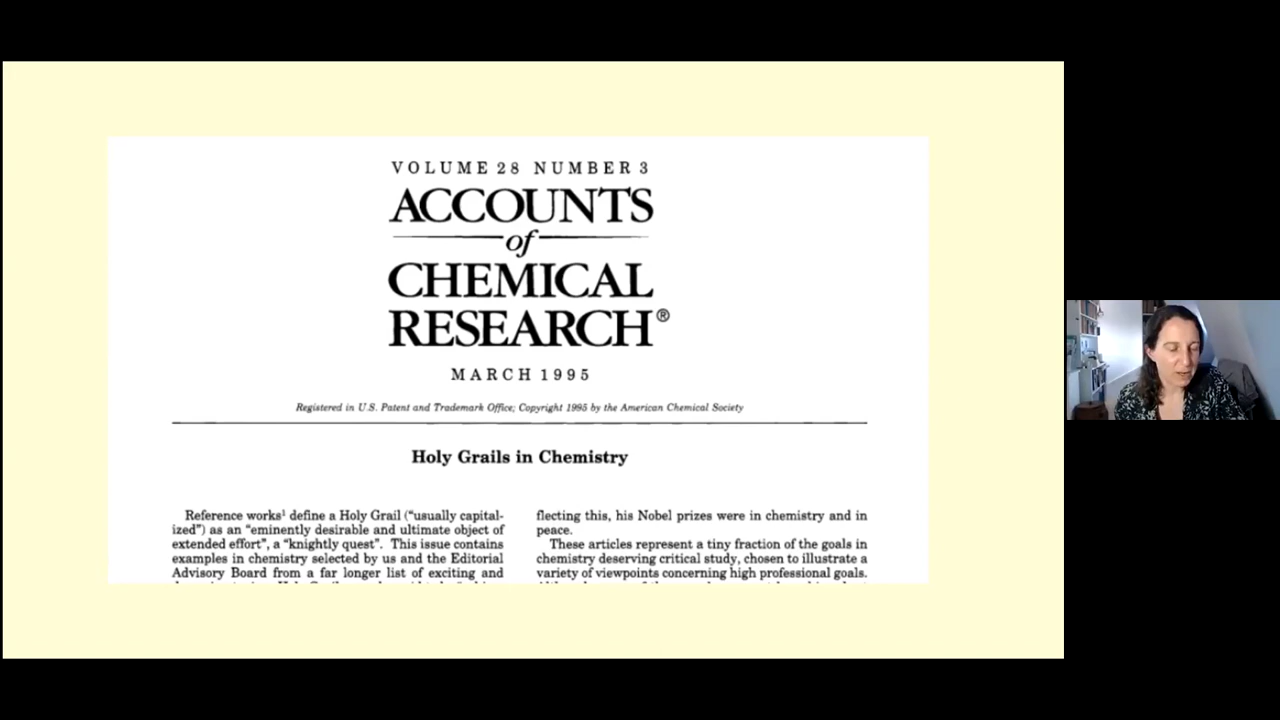 VOLUME 28 NUMBER 3
ACCOUNTS
of
CHEMICAL
RESEARCH®
MARCH 1995
Registered in U.S. Patent and Trademark Office; Copyright 1995 by the American Chemical Society
Holy Grails in Chemistry
Reference works¹ define a Holy Grail (“usually capital-
ized”) as an “eminently desirable and ultimate object of
extended effort”, a “knightly quest”. This issue contains
examples in chemistry selected by us and the Editorial
Advisory Board from a far longer list of exciting and
flecting this, his Nobel prizes were in chemistry and in
peace.
These articles represent a tiny fraction of the goals in
chemistry deserving critical study, chosen to illustrate a
variety of viewpoints concerning high professional goals.